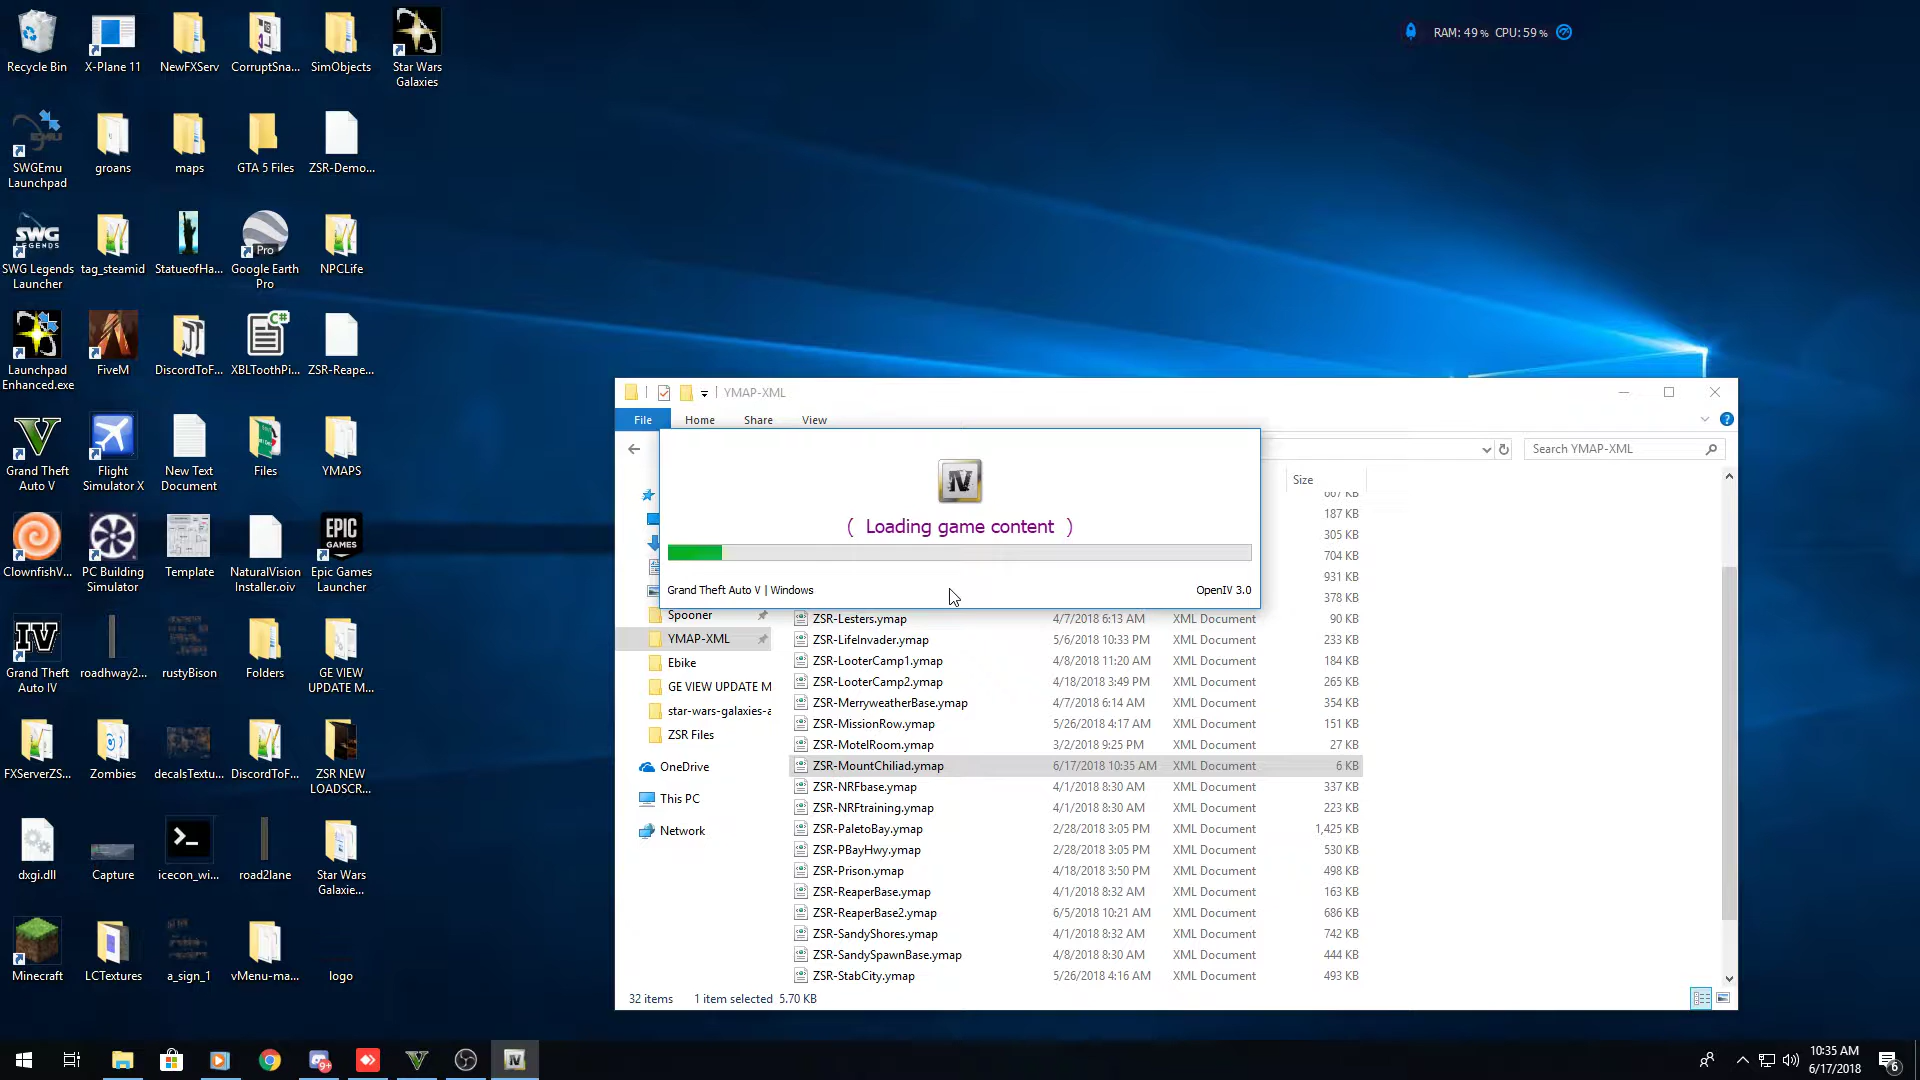 RAM: 49 % CPU: 59 %
Recycle Bin
X-Plane 11
NewFXServ
CorruptSna...
SimObjects
Star Wars
Galaxies
SWGEmu
Launchpad
groans
maps
GTA 5 Files
ZSR-Demo...
SWG
LEGENDS
Pro
SWG Legends
Launcher
tag_steamid
StatueofHa...
Google Earth
Pro
NPCLife
C#
Launchpad
Enhanced.exe
FiveM
DiscordToF...
XBLToothPi...
ZSR-Reape...
Grand Theft
Auto V
Flight
Simulator X
New Text
Document
Files
YMAPS
EPIC
GAMES
ClownfishV...
PC Building
Simulator
Template
NaturalVision
Installer.oiv
Epic Games
Launcher
IV
Grand Theft
Auto IV
roadhway2...
rustyBison
Folders
GE VIEW
UPDATE M...
FXServerZS...
Zombies
decalsTextu...
DiscordToF...
ZSR NEW
LOADSCR...
dxgi.dll
Capture
icecon_wi...
road2lane
Star Wars
Galaxie...
Minecraft
LCTextures
a_sign_1
vMenu-ma...
logo
YMAP-XML
File
Home
Share
View
Search YMAP-XML
Size
IV
( Loading game content )
Grand Theft Auto V | Windows
OpenIV 3.0
667 KB
187 KB
305 KB
704 KB
931 KB
378 KB
Spooner
YMAP-XML
Ebike
GE VIEW UPDATE M
star-wars-galaxies-a
ZSR Files
OneDrive
This PC
Network
ZSR-Lesters.ymap 4/7/2018 6:13 AM XML Document 90 KB
ZSR-LifeInvader.ymap 5/6/2018 10:33 PM XML Document 233 KB
ZSR-LooterCamp1.ymap 4/8/2018 11:20 AM XML Document 184 KB
ZSR-LooterCamp2.ymap 4/18/2018 3:49 PM XML Document 265 KB
ZSR-MerryweatherBase.ymap 4/7/2018 6:14 AM XML Document 354 KB
ZSR-MissionRow.ymap 5/26/2018 4:17 AM XML Document 151 KB
ZSR-MotelRoom.ymap 3/2/2018 9:25 PM XML Document 27 KB
ZSR-MountChiliad.ymap 6/17/2018 10:35 AM XML Document 6 KB
ZSR-NRFbase.ymap 4/1/2018 8:30 AM XML Document 337 KB
ZSR-NRFtraining.ymap 4/1/2018 8:30 AM XML Document 223 KB
ZSR-PaletoBay.ymap 2/28/2018 3:05 PM XML Document 1,425 KB
ZSR-PBayHwy.ymap 2/28/2018 3:05 PM XML Document 530 KB
ZSR-Prison.ymap 4/18/2018 3:50 PM XML Document 498 KB
ZSR-ReaperBase.ymap 4/1/2018 8:32 AM XML Document 163 KB
ZSR-ReaperBase2.ymap 6/5/2018 10:21 AM XML Document 686 KB
ZSR-SandyShores.ymap 4/1/2018 8:32 AM XML Document 742 KB
ZSR-SandySpawnBase.ymap 4/8/2018 8:30 AM XML Document 444 KB
ZSR-StabCity.ymap 5/26/2018 4:16 AM XML Document 493 KB
32 items 1 item selected 5.70 KB
9+
10:35 AM
6/17/2018
6